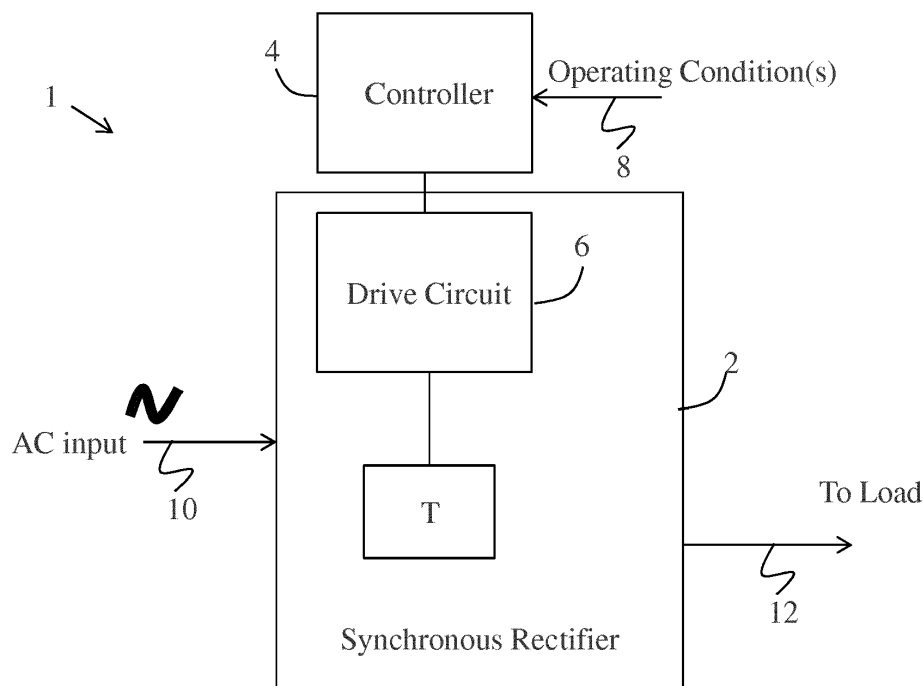 4
Controller
Operating Condition(s)
1
8
6
Drive Circuit
2
AC input
10
To Load
T
12
Synchronous Rectifier